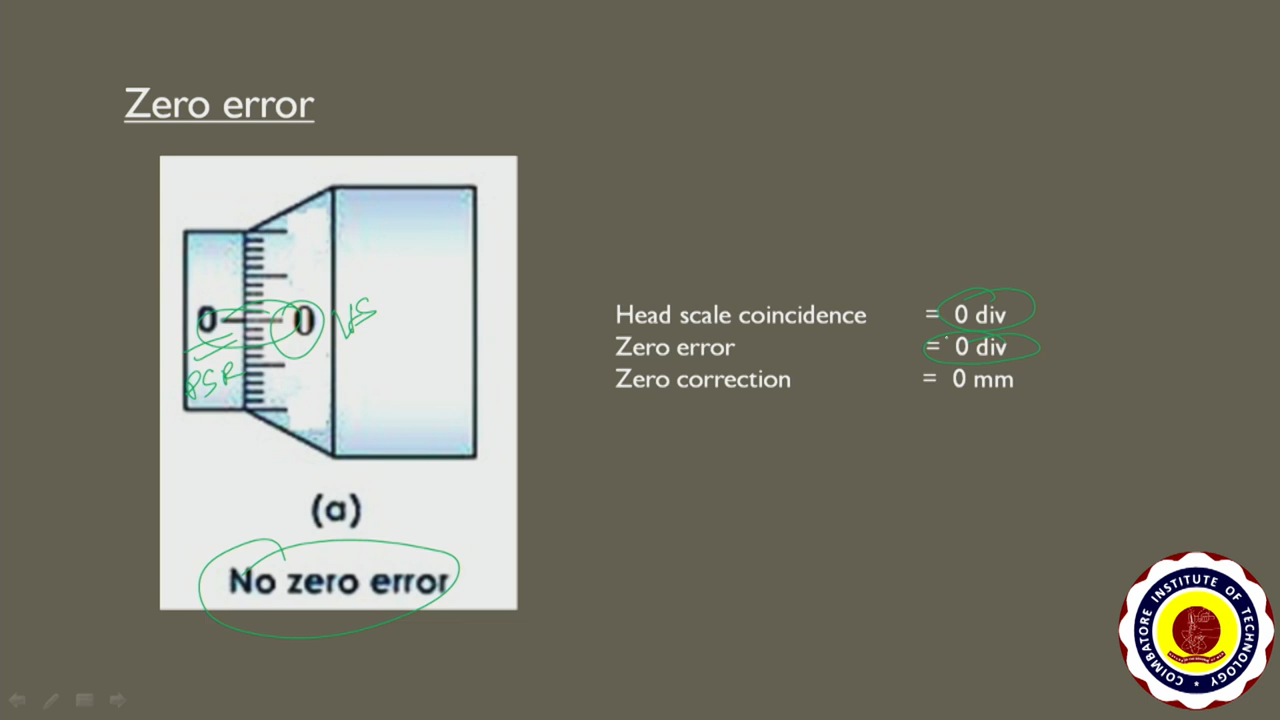 Zero error
0 0 HS
PSR
(a)
No zero error
Head scale coincidence = 0 div
Zero error = 0 div
Zero correction = 0 mm
COIMBATORE INSTITUTE OF TECHNOLOGY